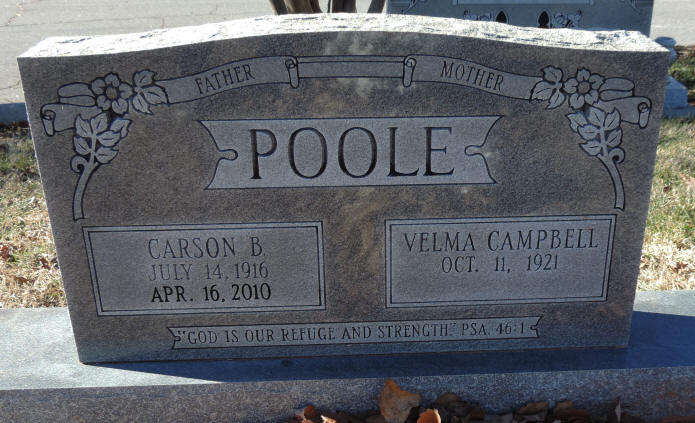 FATHER
MOTHER
POOLE
CARSON B.
JULY 14, 1916
APR. 16, 2010
VELMA CAMPBELL
OCT. 11, 1921
"GOD IS OUR REFUGE AND STRENGTH." PSA. 46:1